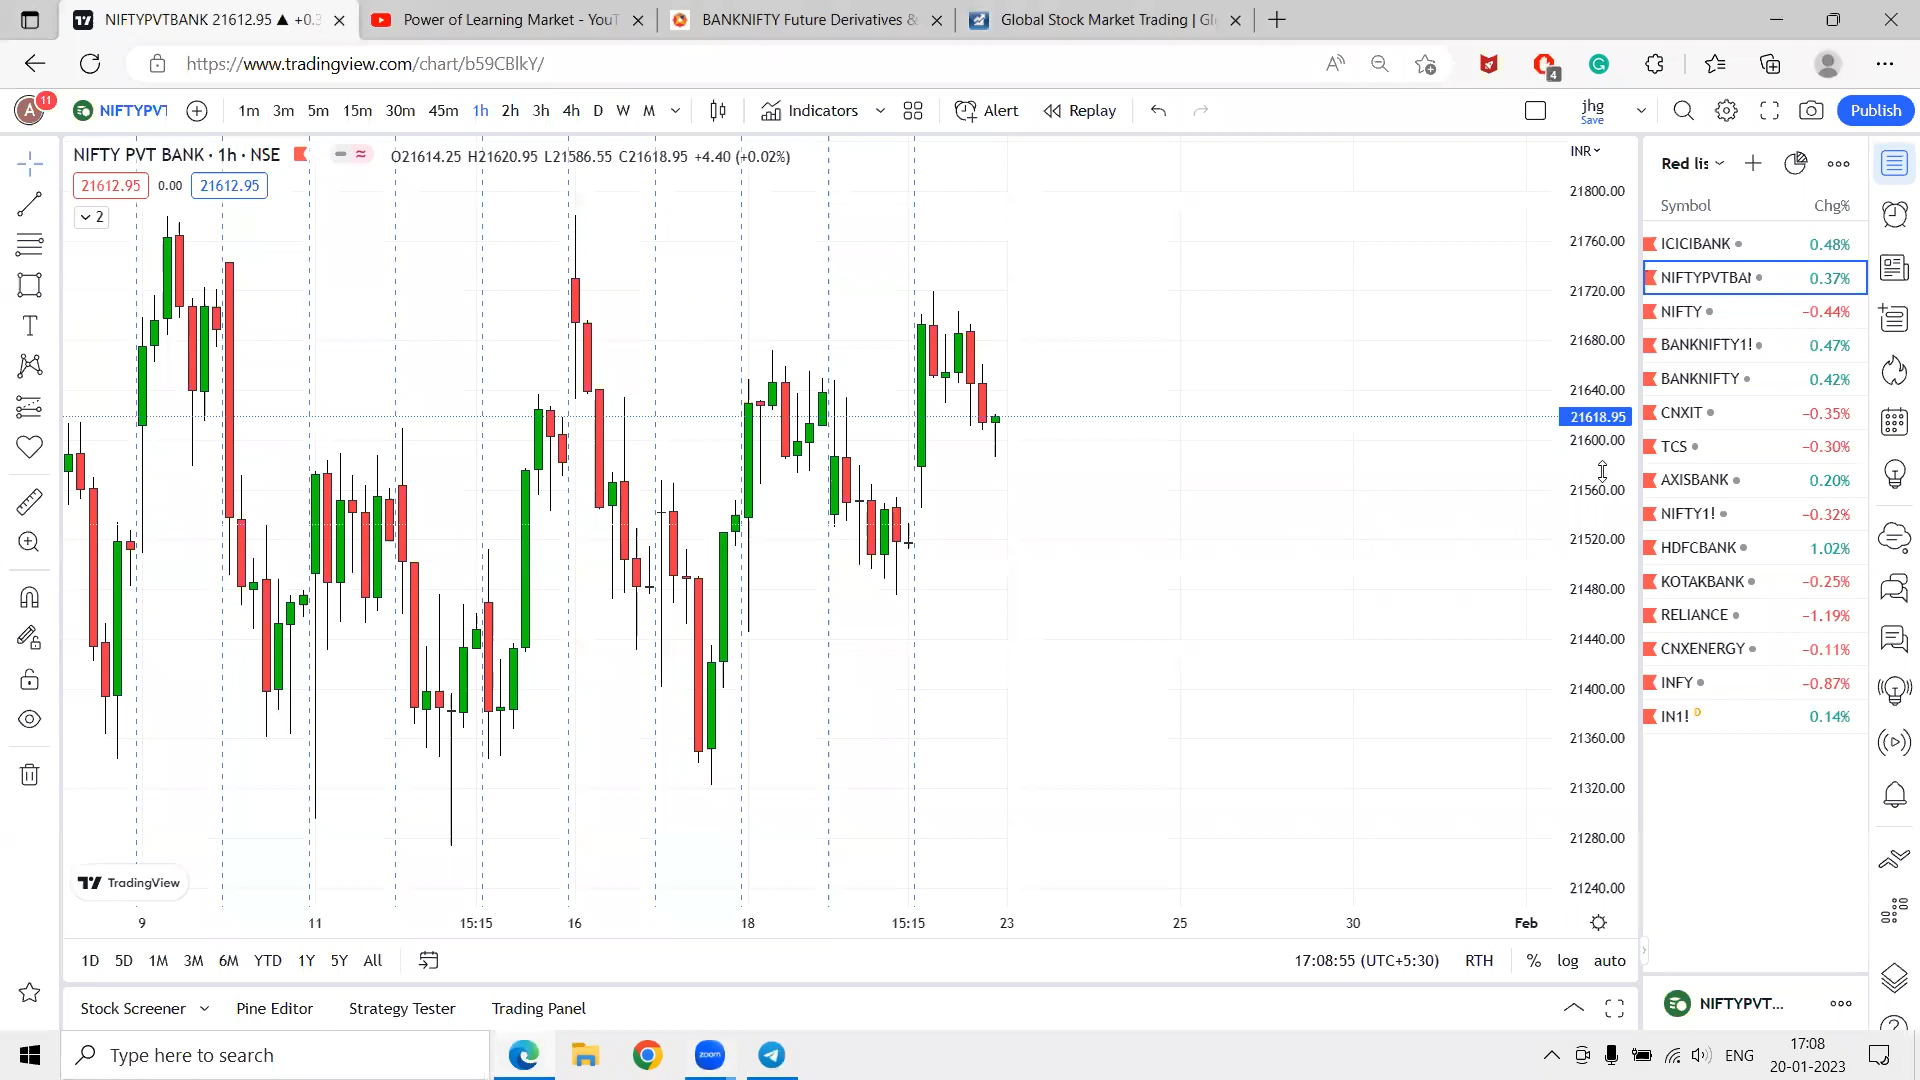 NIFTYPVTBANK 21612.95 ▲ +0.3
Power of Learning Market - YouT
BANKNIFTY Future Derivatives &
Global Stock Market Trading | Gl
https://www.tradingview.com/chart/b59CBlkY/
4
A 11 NIFTYPVT 1m 3m 5m 15m 30m 45m 1h 2h 3h 4h D W M Indicators Alert Replay jhg Save Publish
NIFTY PVT BANK · 1h · NSE O21614.25 H21620.95 L21586.55 C21618.95 +4.40 (+0.02%)
21612.95 0.00 21612.95
2
INR
21800.00
21760.00
21720.00
21680.00
21640.00
21618.95
21600.00
21560.00
21520.00
21480.00
21440.00
21400.00
21360.00
21320.00
21280.00
21240.00
TradingView
9 11 15:15 16 18 15:15 23 25 30 Feb
1D 5D 1M 3M 6M YTD 1Y 5Y All 17:08:55 (UTC+5:30) RTH % log auto
Stock Screener Pine Editor Strategy Tester Trading Panel
Red lis
Symbol Chg%
ICICIBANK 0.48%
NIFTYPVTBAN 0.37%
NIFTY −0.44%
BANKNIFTY1! 0.47%
BANKNIFTY 0.42%
CNXIT −0.35%
TCS −0.30%
AXISBANK 0.20%
NIFTY1! −0.32%
HDFCBANK 1.02%
KOTAKBANK −0.25%
RELIANCE −1.19%
CNXENERGY −0.11%
INFY −0.87%
IN1! D 0.14%
NIFTYPVT...
Type here to search
zoom
ENG
17:08
20-01-2023